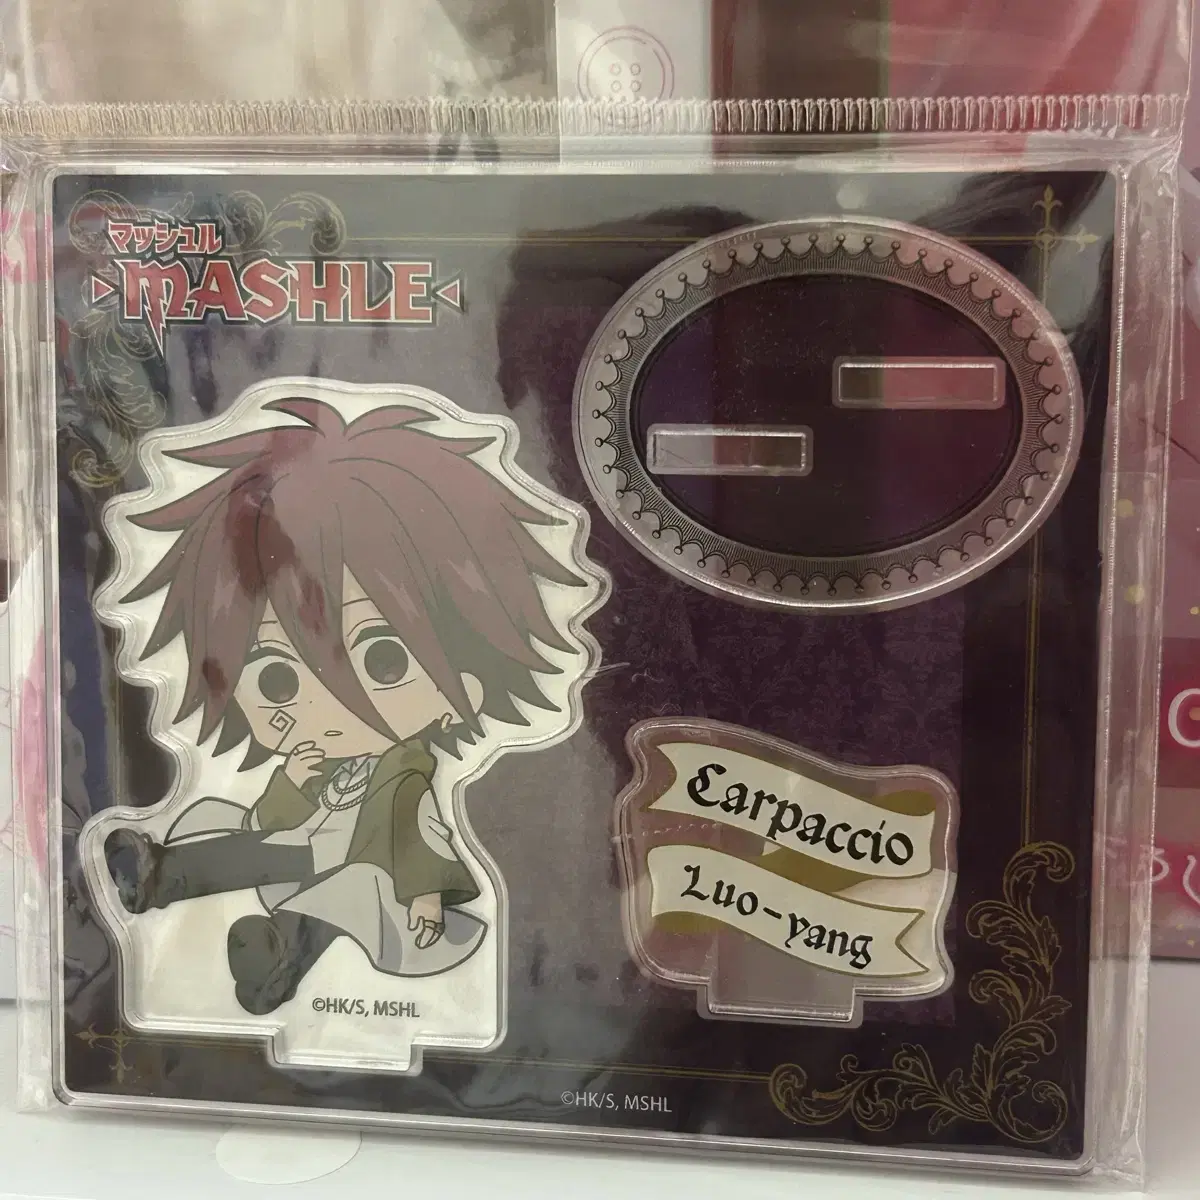 マッシュル
MASHLE
Carpaccio
Luo-yang
©HK/S, MSHL
©HK/S, MSHL